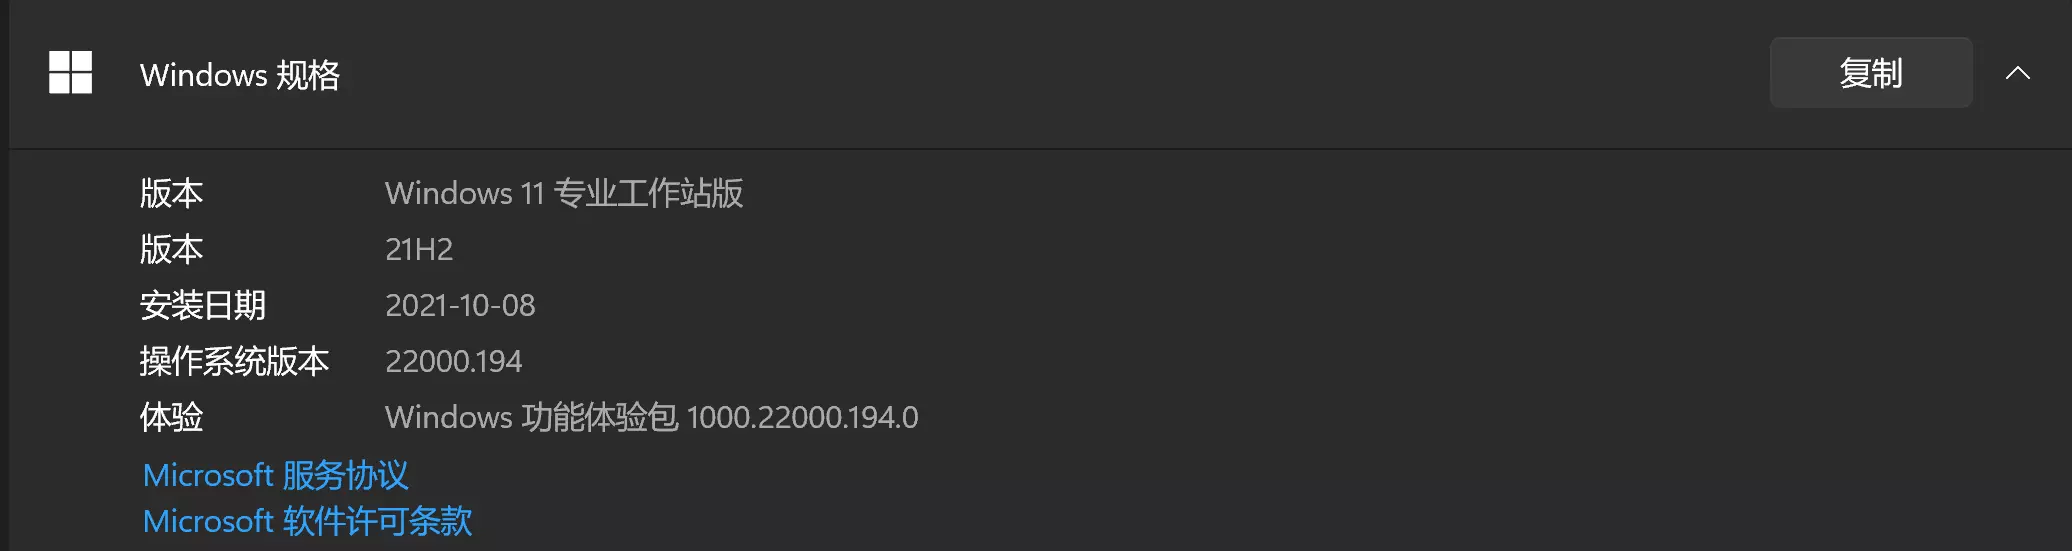 Windows 规格
复制
版本 Windows 11 专业工作站版
版本 21H2
安装日期 2021-10-08
操作系统版本 22000.194
体验 Windows 功能体验包 1000.22000.194.0
Microsoft 服务协议
Microsoft 软件许可条款